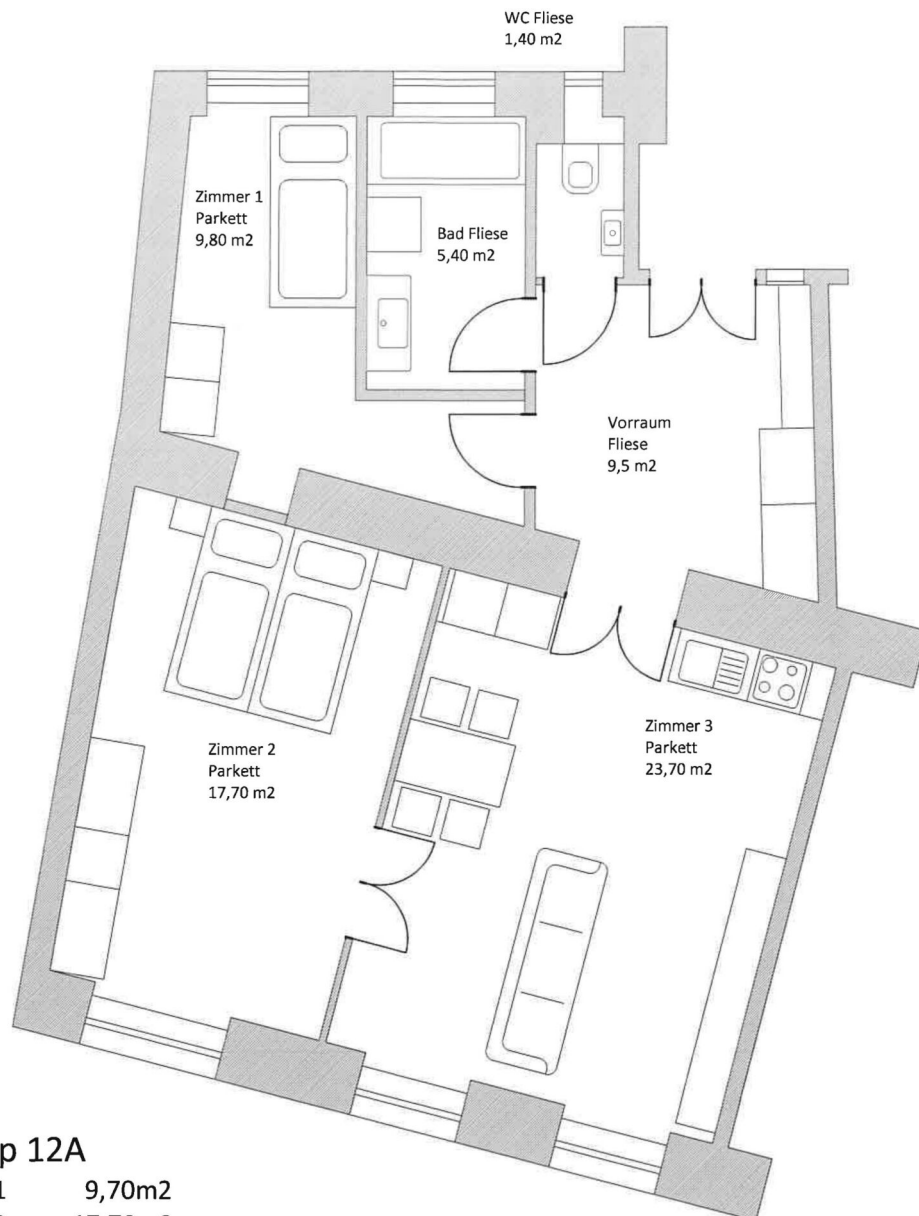 WC Fliese
1,40 m2
Zimmer 1
Parkett
9,80 m2
Bad Fliese
5,40 m2
Vorraum
Fliese
9,5 m2
Zimmer 3
Parkett
23,70 m2
Zimmer 2
Parkett
17,70 m2
p 12A
1 9,70m2